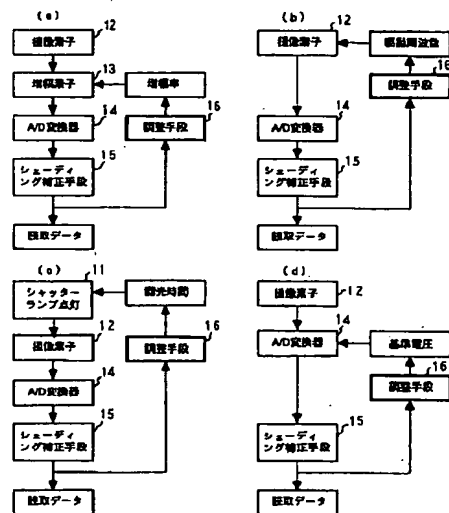 (a)
撮像素子
12
増幅素子
13
増幅率
A/D変換器
14
調整手段
16
シェーディ
ング補正手段
15
読取データ
(b)
撮像素子
12
駆動周波数
調整手段
16
A/D変換器
14
シェーディ
ング補正手段
15
読取データ
(c)
シャッター
ランプ点灯
11
露光時間
撮像素子
12
調整手段
16
A/D変換器
14
シェーディ
ング補正手段
15
読取データ
(d)
撮像素子
12
A/D変換器
14
基準電圧
調整手段
16
シェーディ
ング補正手段
15
読取データ